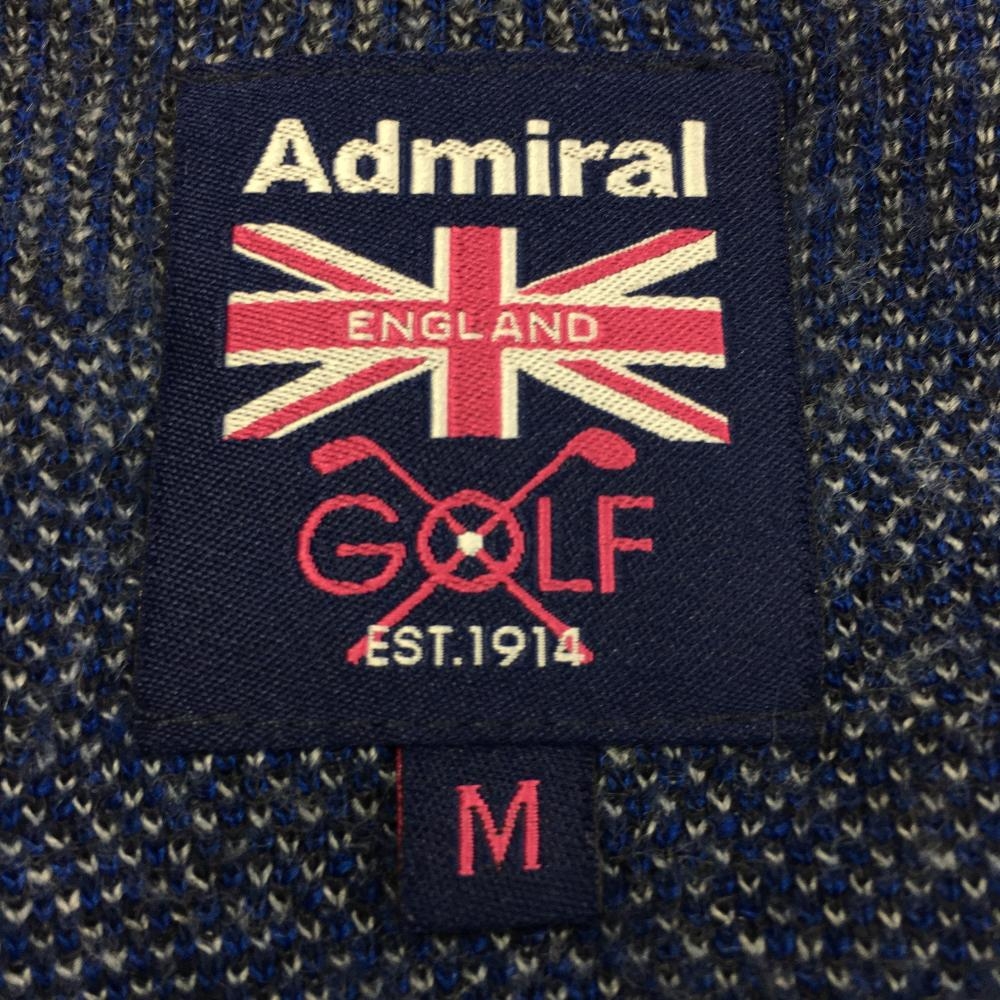 Admiral
ENGLAND
GOLF
EST.1914
M